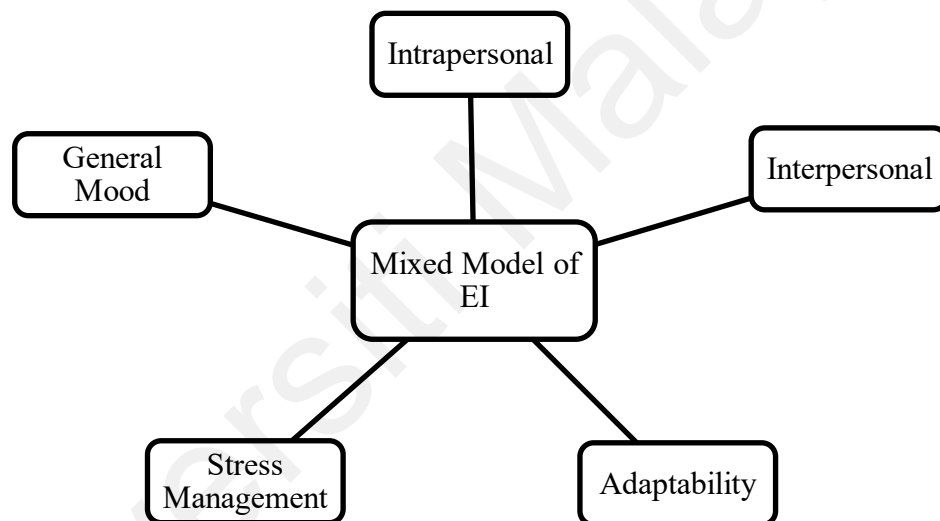 Intrapersonal
General
Mood
Interpersonal
Mixed Model of
EI
Stress
Management
Adaptability